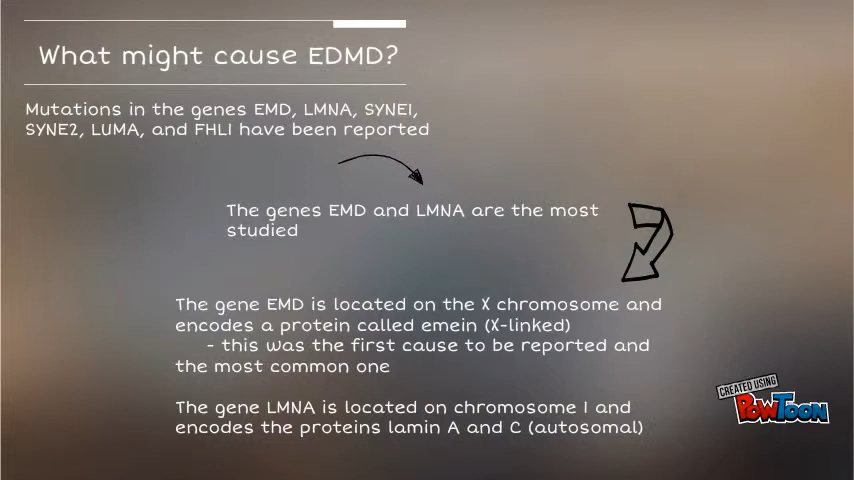 What might cause EDMD?
Mutations in the genes EMD, LMNA, SYNE1,
SYNE2, LUMA, and FHL1 have been reported
The genes EMD and LMNA are the most
studied
The gene EMD is located on the X chromosome and
encodes a protein called emein (X-linked)
- this was the first cause to be reported and
the most common one
The gene LMNA is located on chromosome 1 and
encodes the proteins lamin A and C (autosomal)
CREATED USING
POWTOON